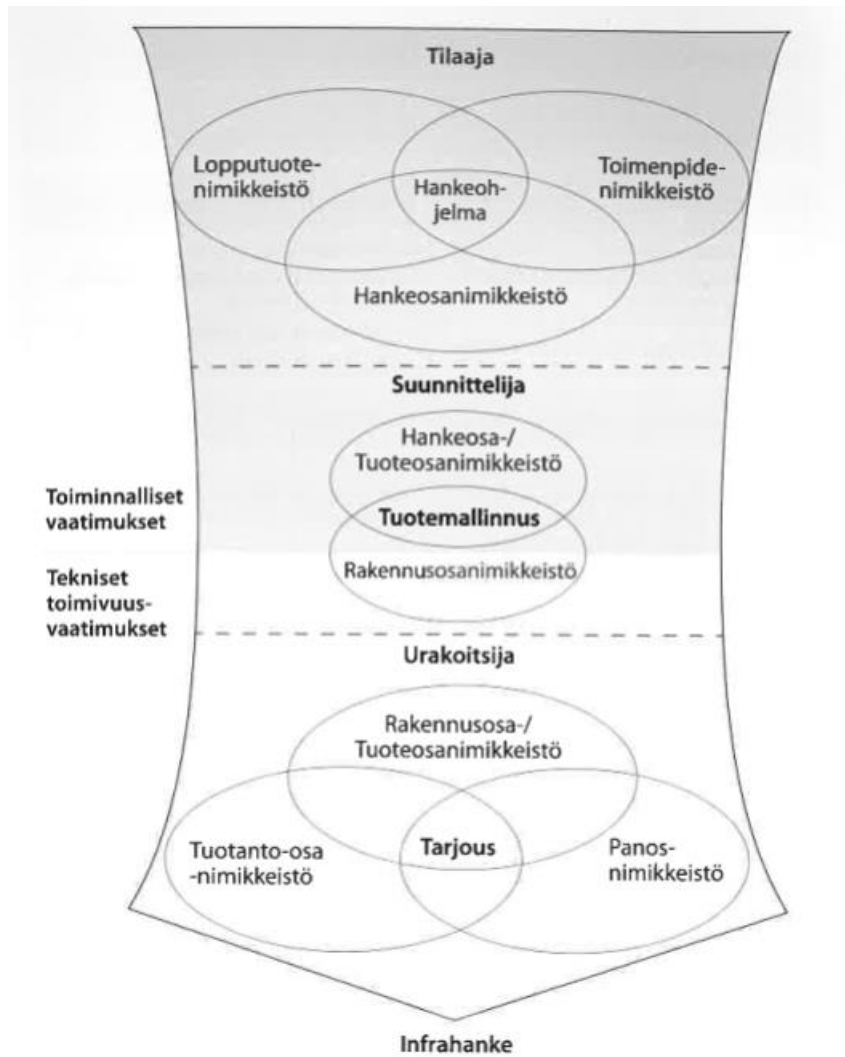 Tilaaja
Lopputuote-
nimikkeistö
Toimenpide-
nimikkeistö
Hankeoh-
jelma
Hankeosanimikkeistö
Suunnittelija
Hankeosa-/
Tuoteosanimikkeistö
Toiminnalliset
vaatimukset
Tuotemallinnus
Tekniset
toimivuus-
vaatimukset
Rakennusosanimikkeistö
Urakoitsija
Rakennusosa-/
Tuoteosanimikkeistö
Tuotanto-osa
-nimikkeistö
Tarjous
Panos-
nimikkeistö
Infrahanke